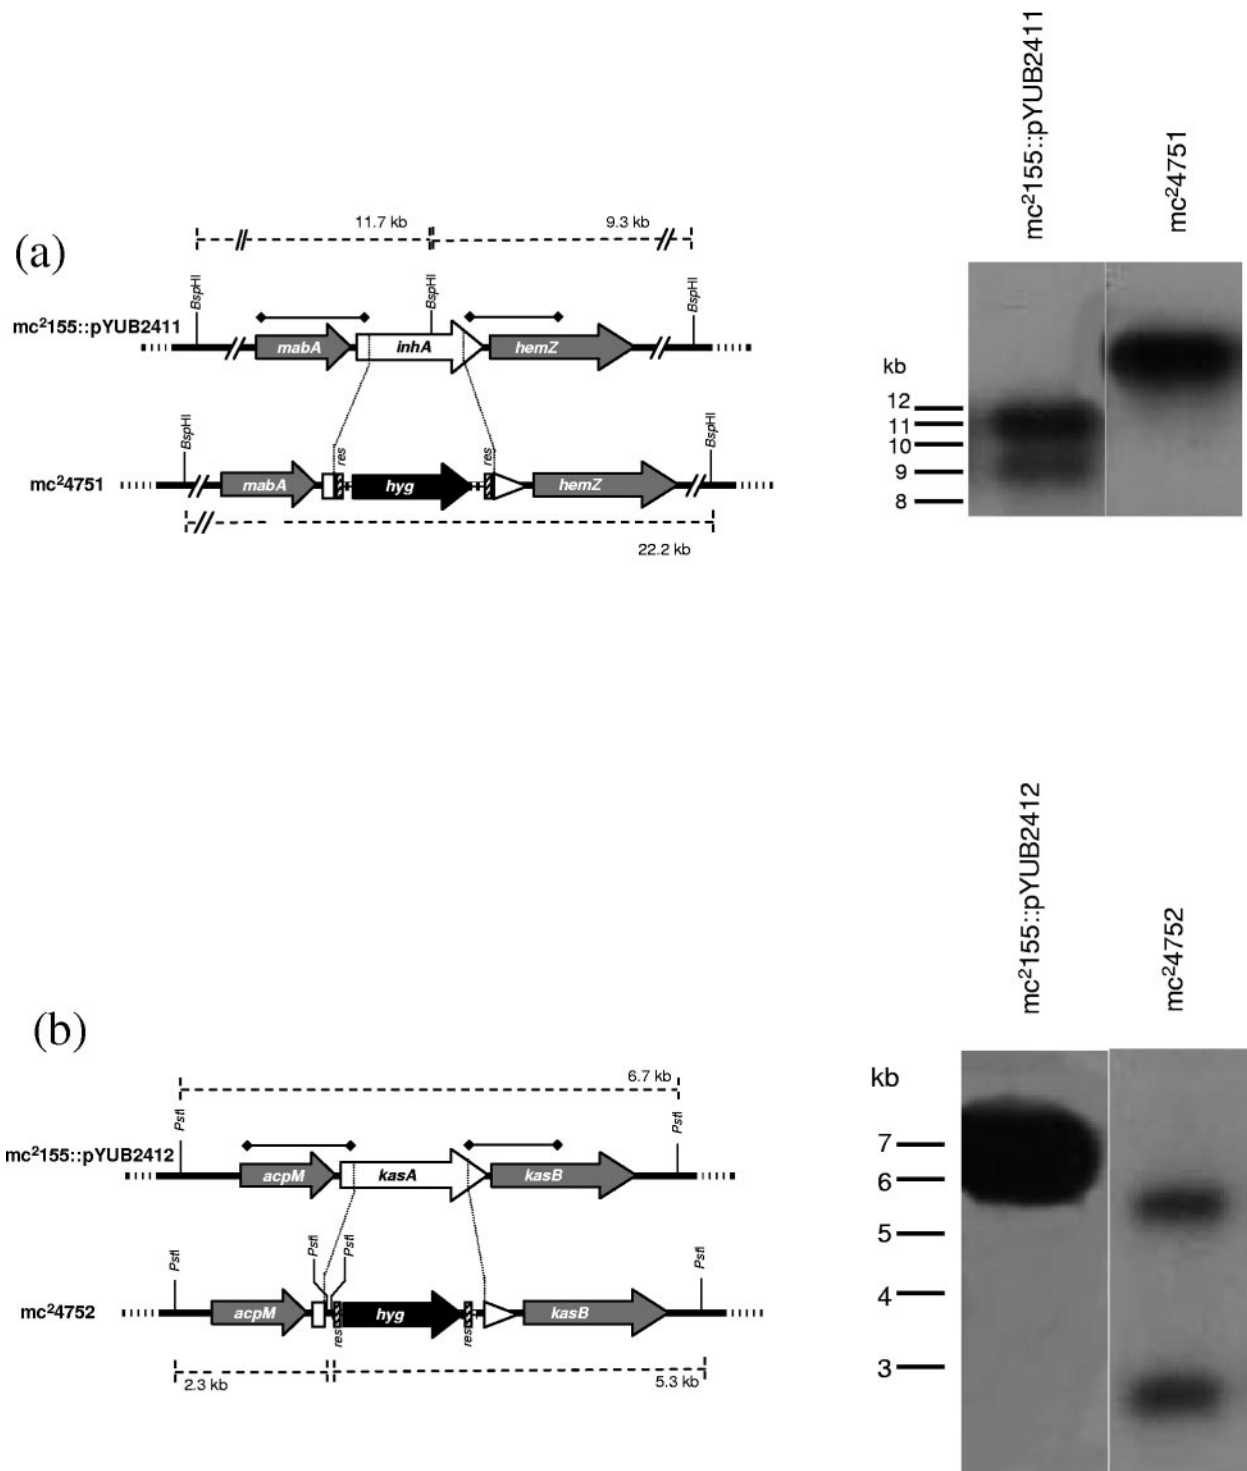 (a)
11.7 kb
9.3 kb
BspHI
BspHI
BspHI
mc²155::pYUB2411
mabA
inhA
hemZ
BspHI
res
res
BspHI
mc²4751
mabA
hyg
hemZ
22.2 kb
mc²155::pYUB2411
mc²4751
kb
12
11
10
9
8
(b)
6.7 kb
PstI
PstI
mc²155::pYUB2412
acpM
kasA
kasB
PstI
PstI
PstI
PstI
mc²4752
acpM
res
hyg
res
kasB
2.3 kb
5.3 kb
mc²155::pYUB2412
mc²4752
kb
7
6
5
4
3